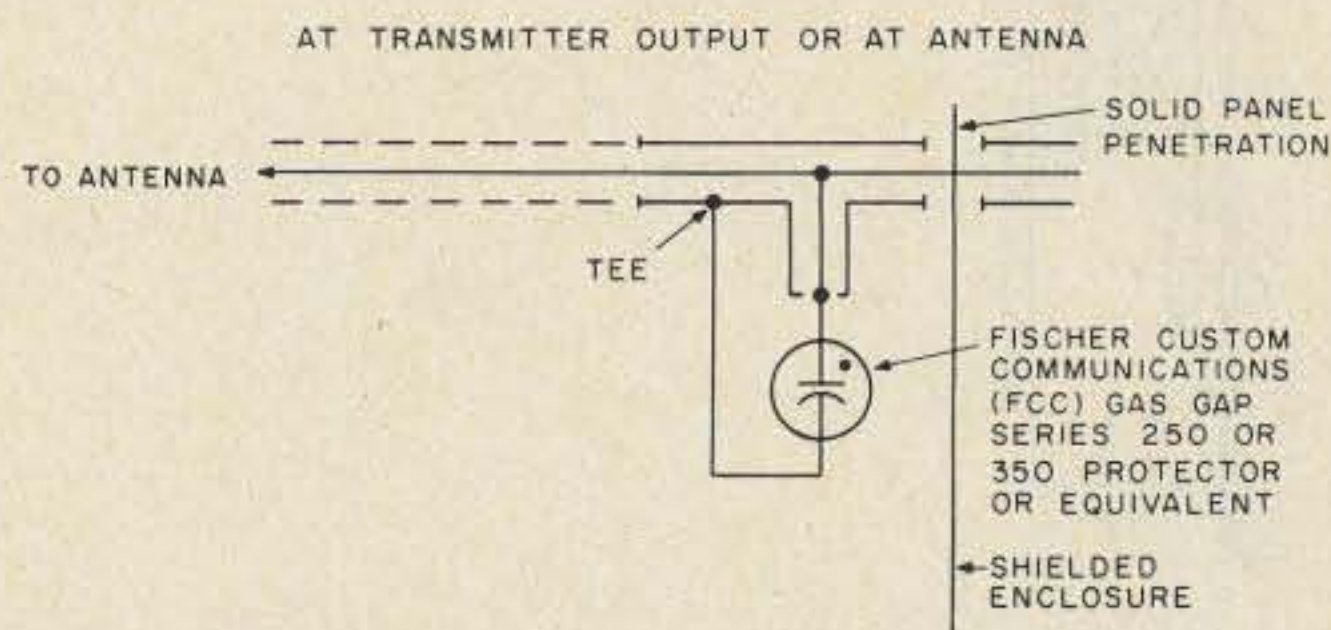 AT TRANSMITTER OUTPUT OR AT ANTENNA
SOLID PANEL
PENETRATION
TO ANTENNA
TEE
FISCHER CUSTOM
COMMUNICATIONS
(FCC) GAS GAP
SERIES 250 OR
350 PROTECTOR
OR EQUIVALENT
SHIELDED
ENCLOSURE